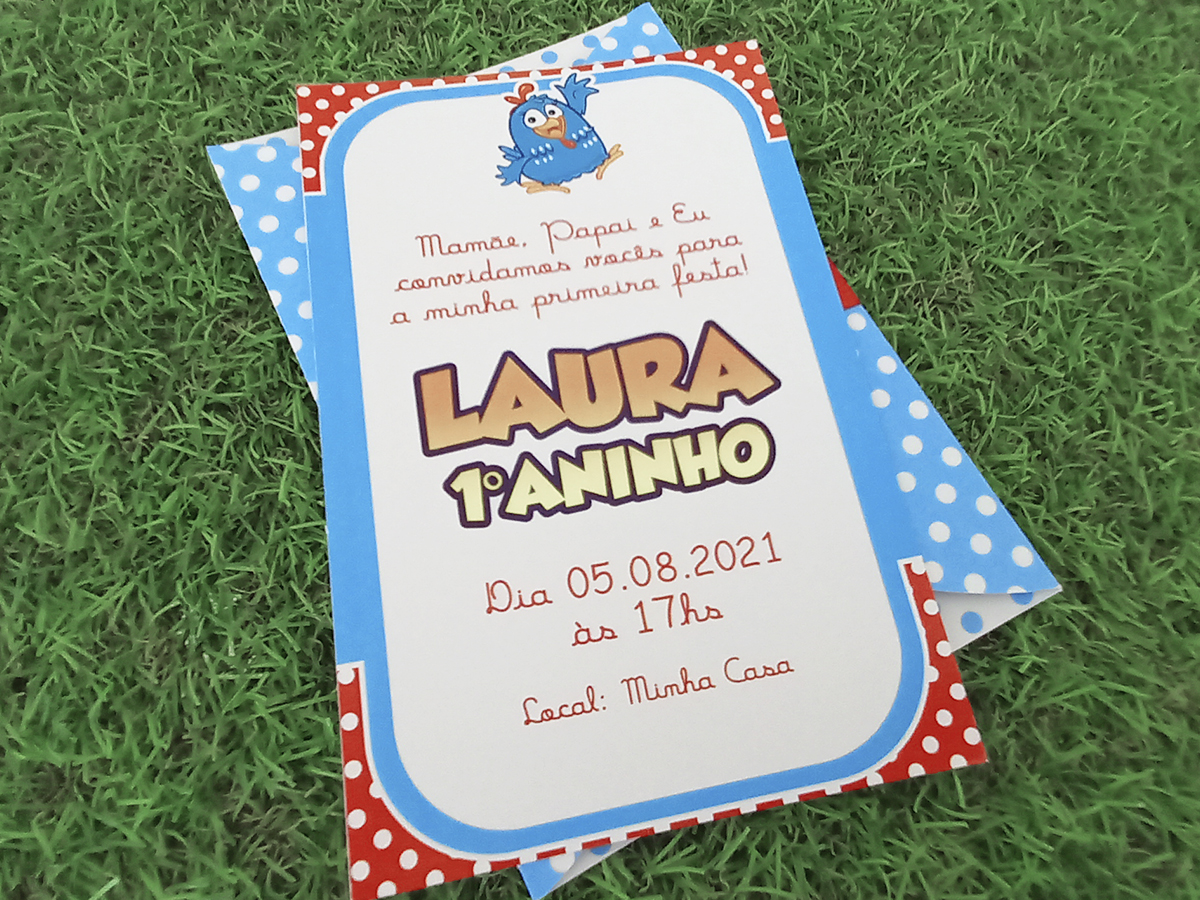 Mamãe, Papai e Eu
convidamos vocês para
a minha primeira festa!
LAURA
1º ANINHO
Dia 05.08.2021
às 17hs
Local: Minha Casa